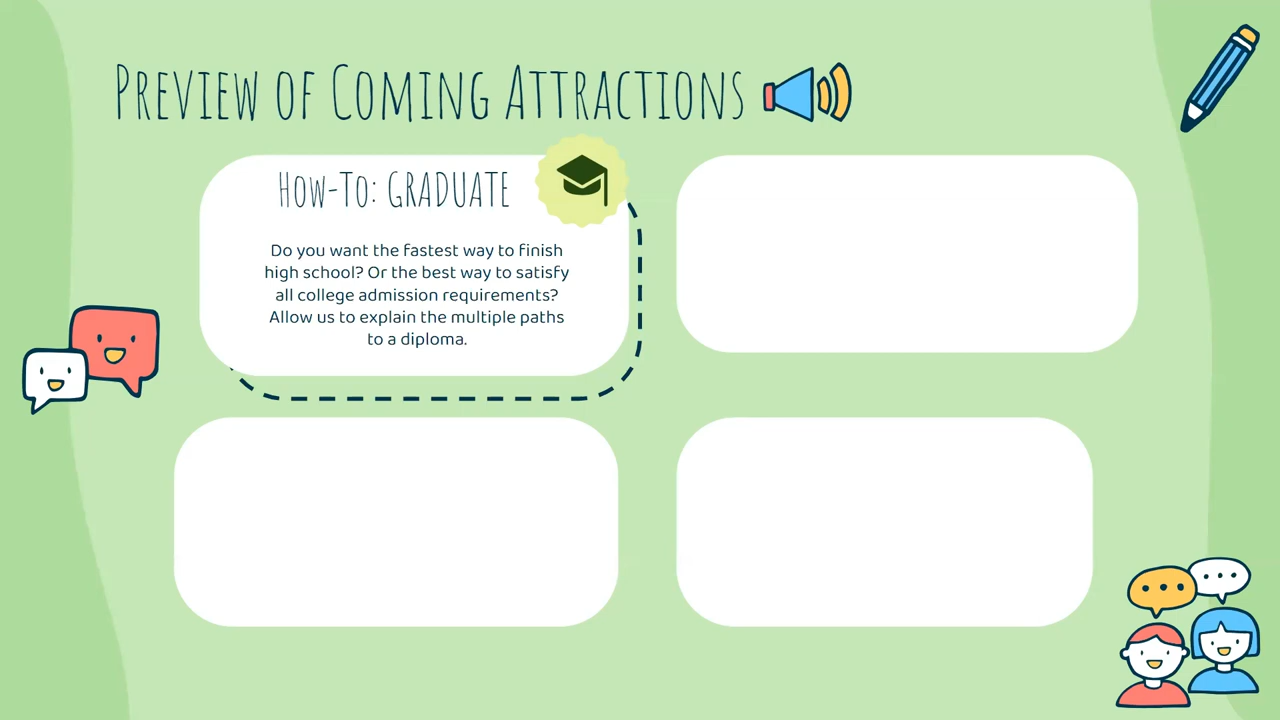 Preview of Coming Attractions
How-To: GRADUATE
Do you want the fastest way to finish
high school? Or the best way to satisfy
all college admission requirements?
Allow us to explain the multiple paths
to a diploma.